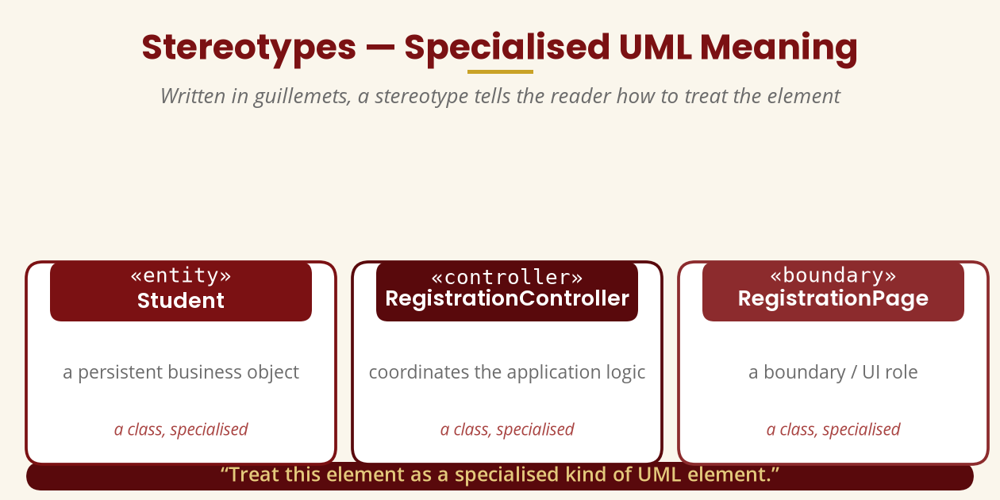 Stereotypes — Specialised UML Meaning
Written in guillemets, a stereotype tells the reader how to treat the element
«entity»
Student
a persistent business object
a class, specialised
«controller»
RegistrationController
coordinates the application logic
a class, specialised
«boundary»
RegistrationPage
a boundary / UI role
a class, specialised
“Treat this element as a specialised kind of UML element.”